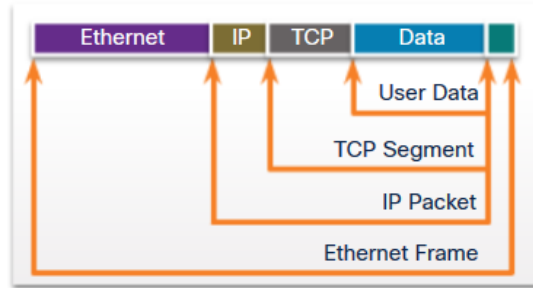 Ethernet IP TCP Data
User Data
TCP Segment
IP Packet
Ethernet Frame